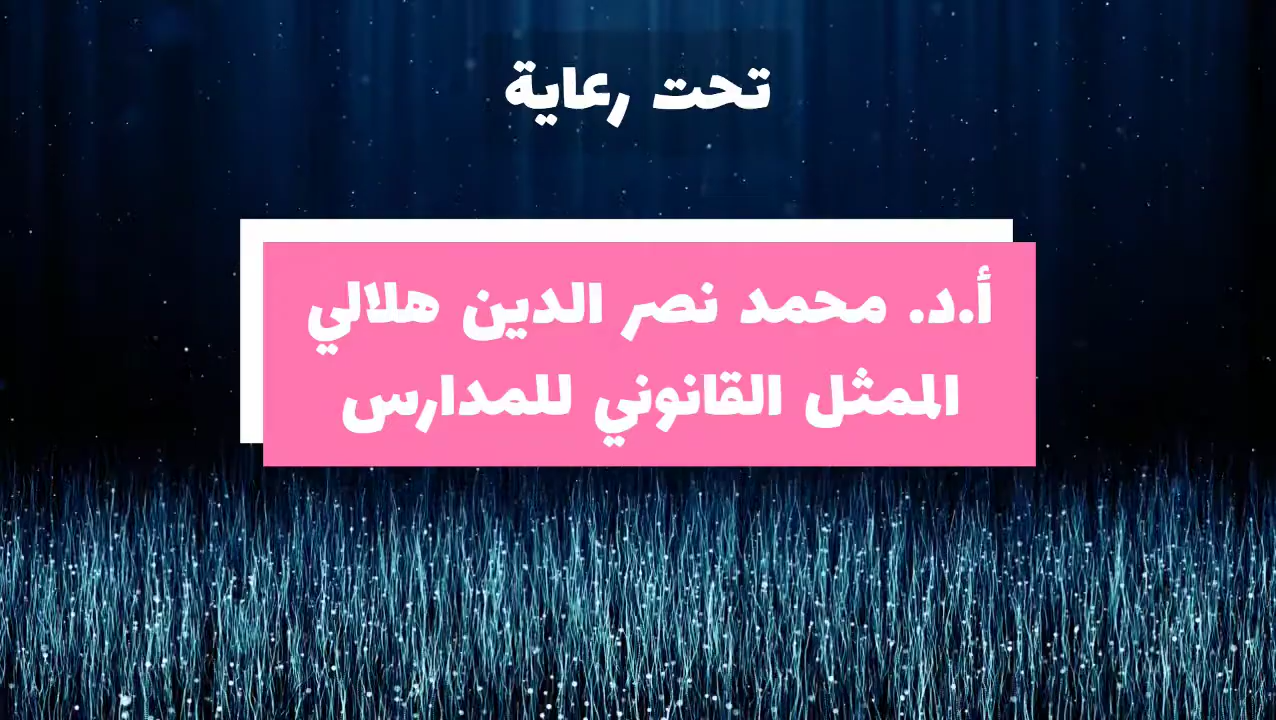 تحت رعاية
أ.د. محمد نصر الدين هلالي
الممثل القانوني للمدارس